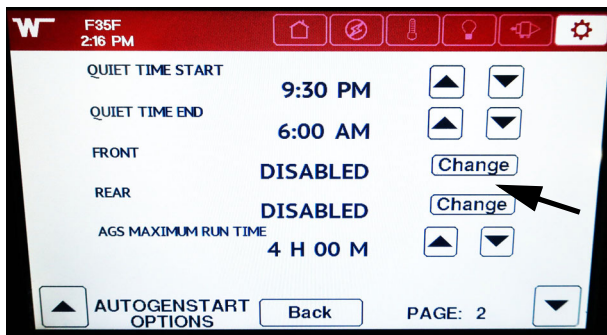 W F35F
2:16 PM
QUIET TIME START
9:30 PM
QUIET TIME END
6:00 AM
FRONT
DISABLED Change
REAR
DISABLED Change
AGS MAXIMUM RUN TIME
4 H 00 M
AUTOGENSTART
OPTIONS Back PAGE: 2